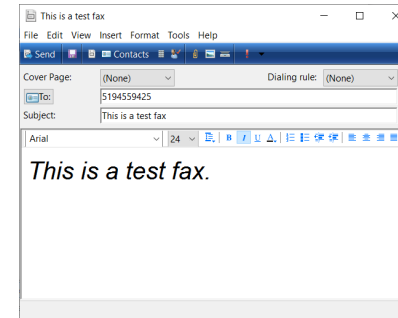 This is a test fax
File Edit View Insert Format Tools Help
Send Contacts
Cover Page: (None) Dialing rule: (None)
To: 5194559425
Subject: This is a test fax
Arial 24 B I U A
This is a test fax.